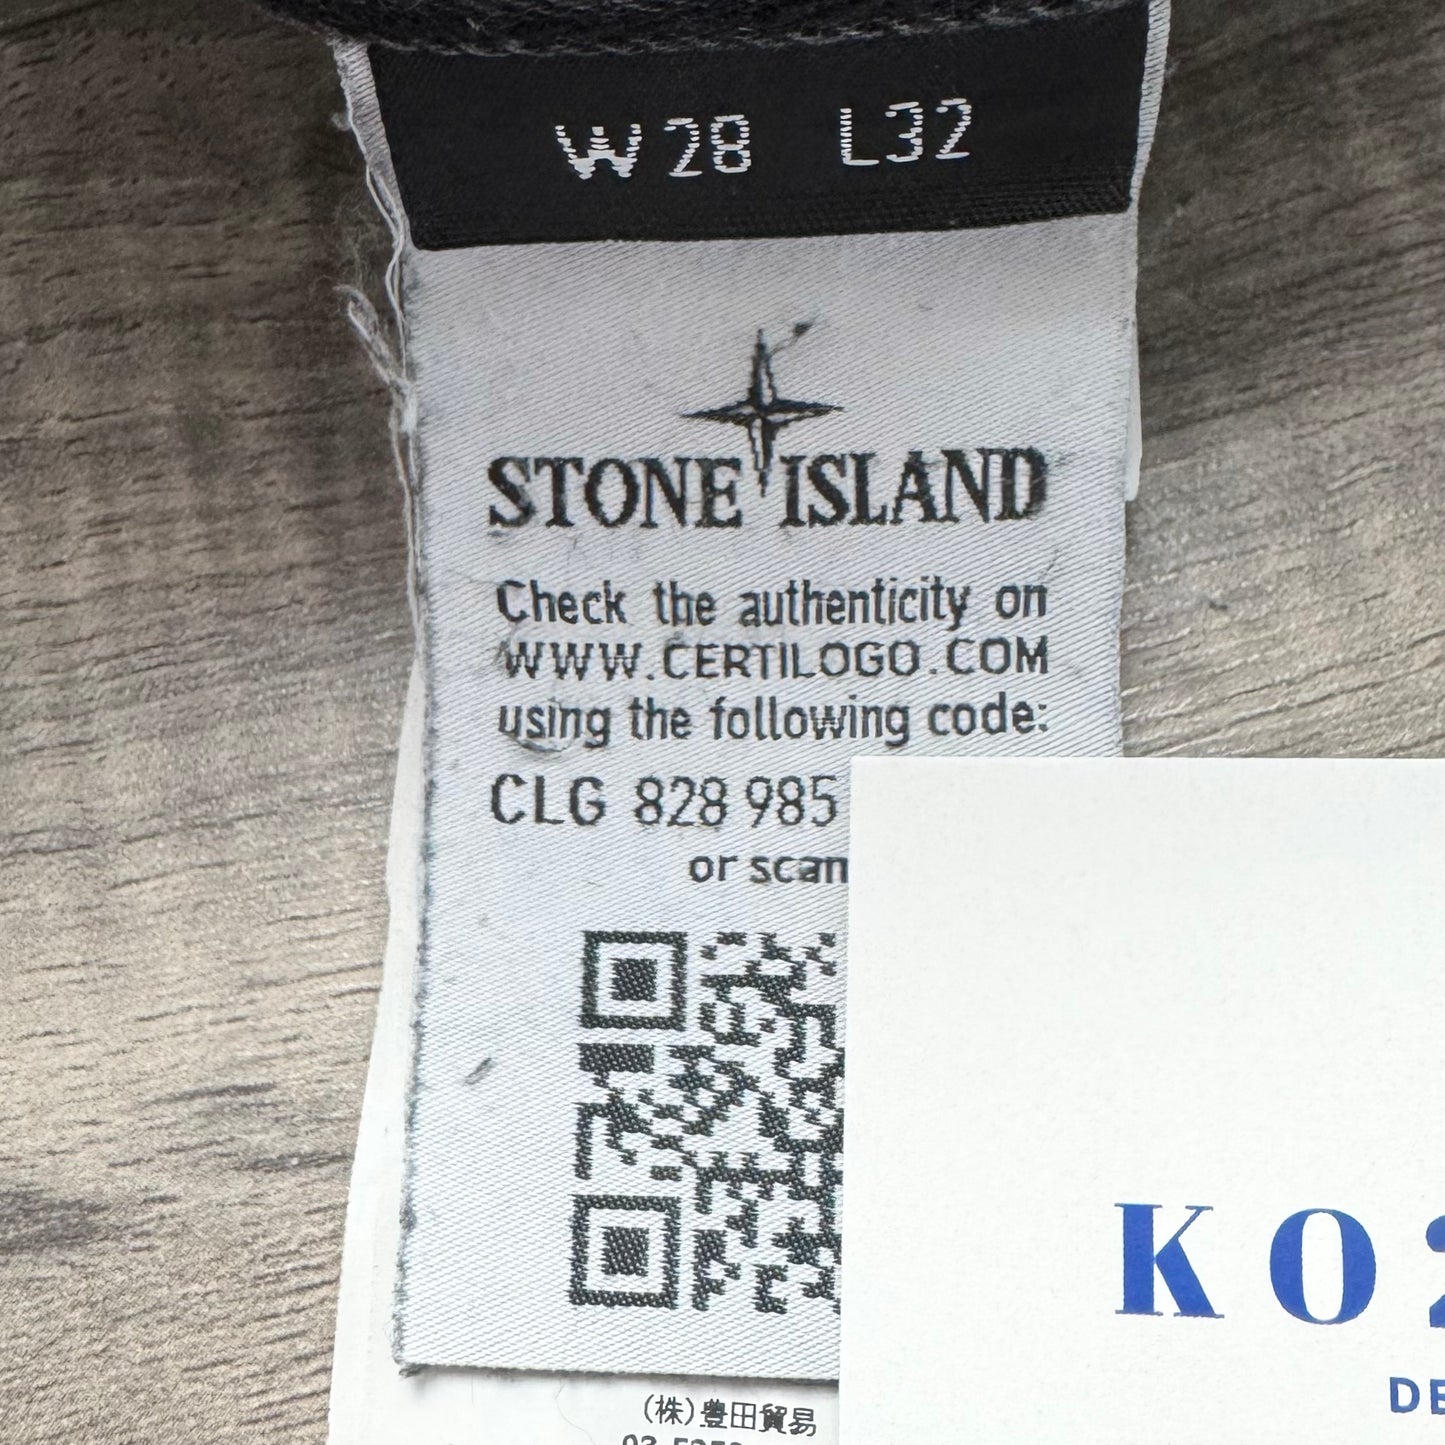 W28 L32
STONE ISLAND
Check the authenticity on
WWW.CERTILOGO.COM
using the following code:
CLG 828 985
or scan
(株)豊田貿易
KO
DE